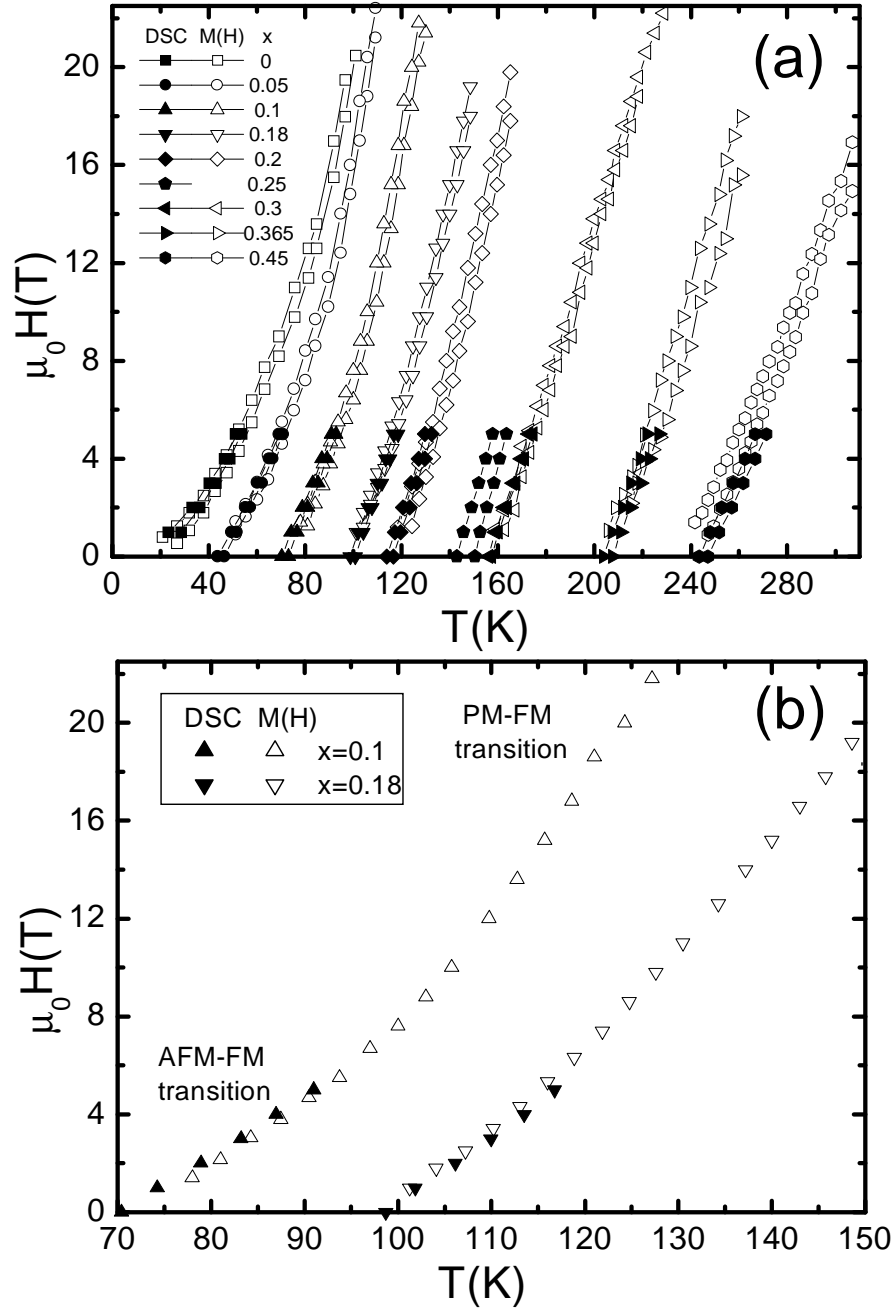 (a)
DSC M(H) x
0
0.05
0.1
0.18
0.2
0.25
0.3
0.365
0.45
20
16
12
8
4
0
μ0H(T)
0 40 80 120 160 200 240 280
T(K)
(b)
DSC M(H)
x=0.1
x=0.18
PM-FM
transition
AFM-FM
transition
20
16
12
8
4
0
μ0H(T)
70 80 90 100 110 120 130 140 150
T(K)